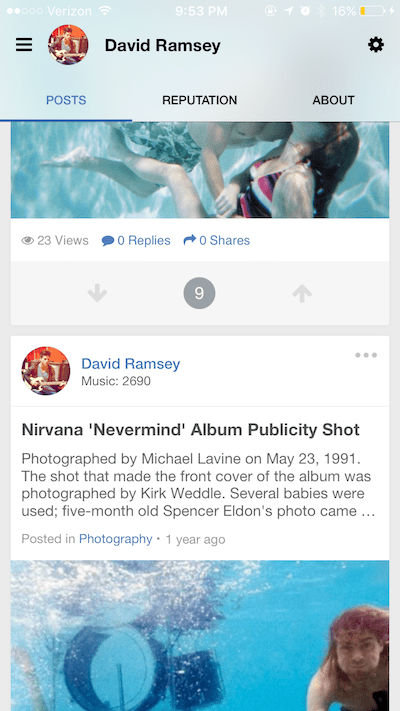 Verizon 9:53 PM 16%
David Ramsey
POSTS REPUTATION ABOUT
23 Views 0 Replies 0 Shares
9
David Ramsey
Music: 2690
Nirvana 'Nevermind' Album Publicity Shot
Photographed by Michael Lavine on May 23, 1991.
The shot that made the front cover of the album was
photographed by Kirk Weddle. Several babies were
used; five-month old Spencer Eldon's photo came ...
Posted in Photography · 1 year ago